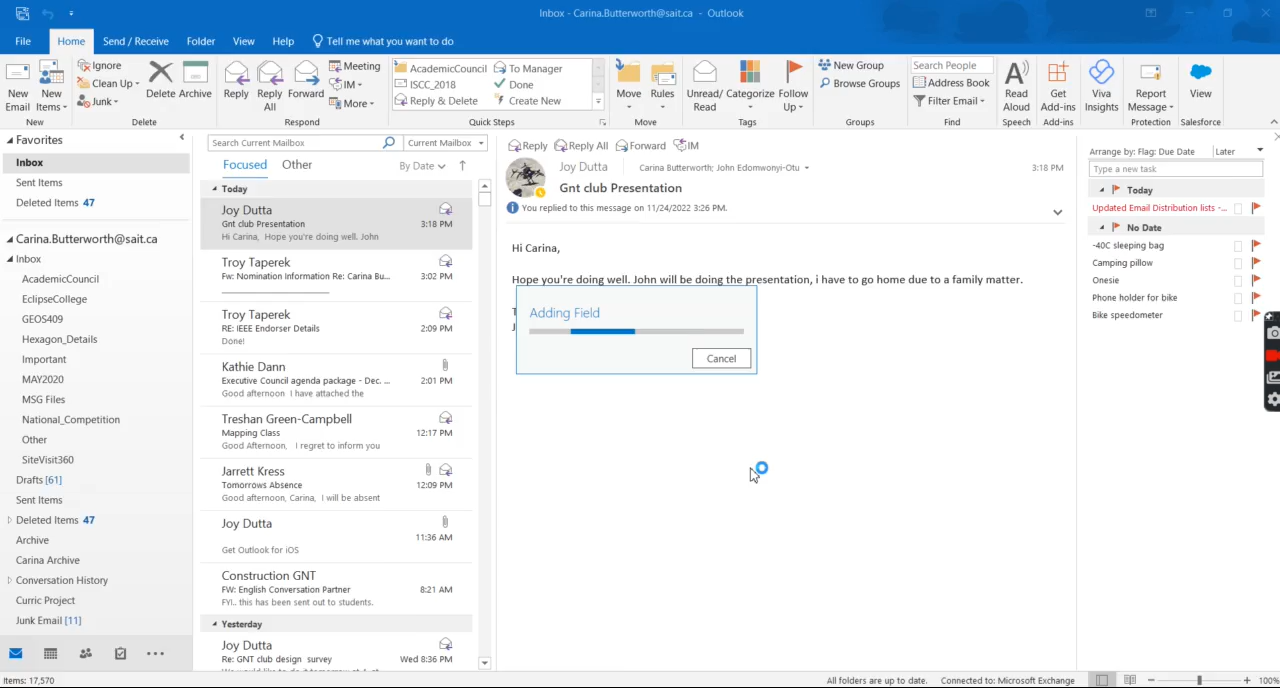 Inbox - Carina.Butterworth@sait.ca - Outlook
File Home Send / Receive Folder View Help Tell me what you want to do
New Email
New Items
New
Ignore
Clean Up
Junk
Delete
Archive
Delete
Reply
Reply All
Forward
Meeting
IM
More
Respond
AcademicCouncil
ISCC_2018
Reply & Delete
To Manager
Done
Create New
Quick Steps
Move
Rules
Move
Unread/ Read
Categorize
Follow Up
Tags
New Group
Browse Groups
Groups
Search People
Address Book
Filter Email
Find
Read Aloud
Speech
Get Add-ins
Add-ins
Viva Insights
Report Message
Protection
View
Salesforce
Favorites
Inbox
Sent Items
Deleted Items 47
Carina.Butterworth@sait.ca
Inbox
AcademicCouncil
EclipseCollege
GEOS409
Hexagon_Details
Important
MAY2020
MSG Files
National_Competition
Other
SiteVisit360
Drafts [61]
Sent Items
Deleted Items 47
Archive
Carina Archive
Conversation History
Curric Project
Junk Email [11]
Search Current Mailbox Current Mailbox
Focused Other By Date
Today
Joy Dutta
Gnt club Presentation 3:18 PM
Hi Carina, Hope you're doing well. John
Troy Taperek
Fw: Nomination Information Re: Carina Bu... 3:02 PM
Troy Taperek
RE: IEEE Endorser Details 2:09 PM
Done!
Kathie Dann
Executive Council agenda package - Dec. ... 2:01 PM
Good afternoon I have attached the
Treshan Green-Campbell
Mapping Class 12:17 PM
Good Afternoon, I regret to inform you
Jarrett Kress
Tomorrows Absence 12:09 PM
Good afternoon, Carina, I will be absent
Joy Dutta
11:36 AM
Get Outlook for iOS
Construction GNT
FW: English Conversation Partner 8:21 AM
FYI.. this has been sent out to students.
Yesterday
Joy Dutta
Re: GNT club design survey Wed 8:36 PM
Reply Reply All Forward IM
Joy Dutta Carina Butterworth; John Edomwonyi-Otu 3:18 PM
Gnt club Presentation
You replied to this message on 11/24/2022 3:26 PM.
Hi Carina,
Hope you're doing well. John will be doing the presentation, i have to go home due to a family matter.
Adding Field
Cancel
Arrange by: Flag: Due Date Later
Type a new task
Today
Updated Email Distribution lists -...
No Date
-40C sleeping bag
Camping pillow
Onesie
Phone holder for bike
Bike speedometer
Items: 17,570 All folders are up to date. Connected to: Microsoft Exchange 100%